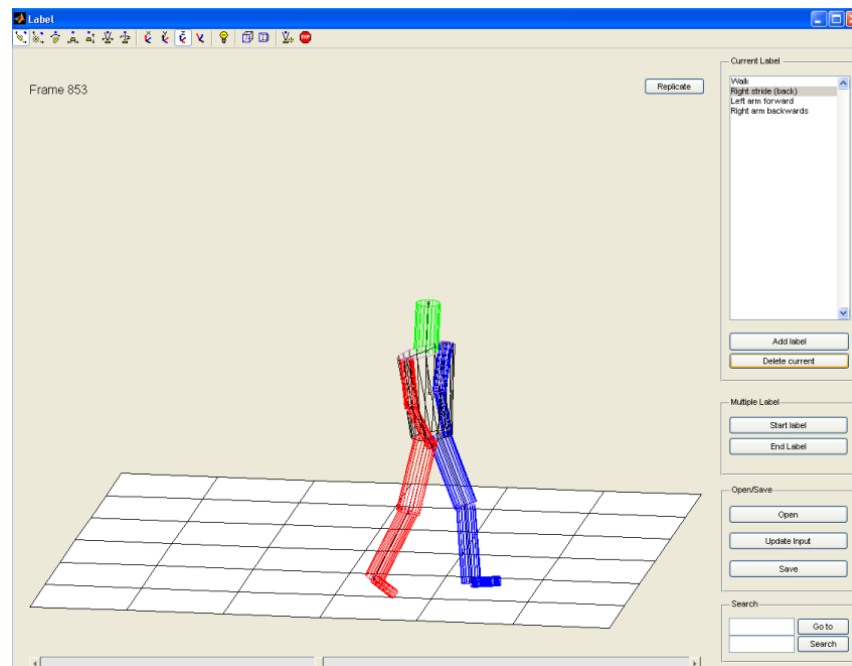 Label
Frame 853
Replicate
Current Label
Walk
Right stride (back)
Left arm forward
Right arm backwards
Add label
Delete current
Multiple Label
Start label
End Label
Open/Save
Open
Update Input
Save
Search
Go to
Search